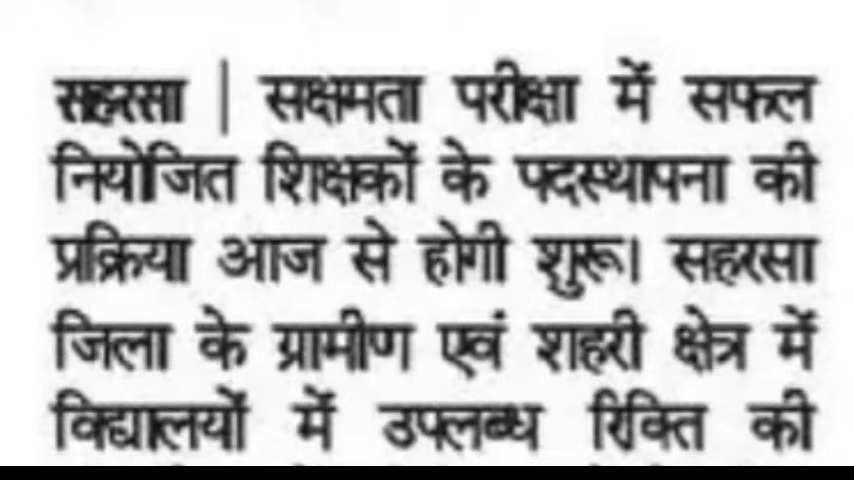 सहरसा | सक्षमता परीक्षा में सफल
नियोजित शिक्षकों के पदस्थापना की
प्रक्रिया आज से होगी शुरू। सहरसा
जिला के ग्रामीण एवं शहरी क्षेत्र में
विद्यालयों में उपलब्ध रिक्ति की